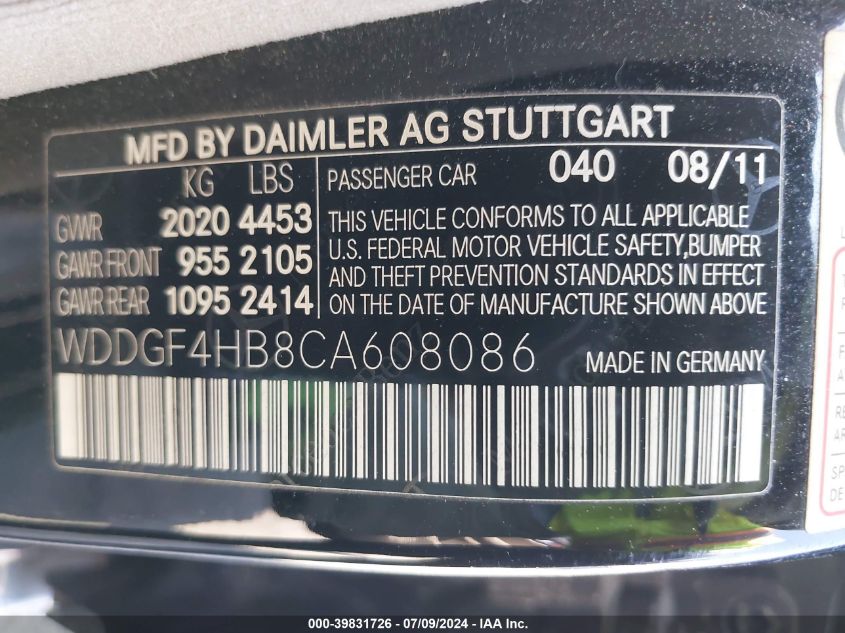 MFD BY DAIMLER AG STUTTGART
KG LBS PASSENGER CAR 040 08/11
GVWR 2020 4453
GAWR FRONT 955 2105
GAWR REAR 1095 2414
THIS VEHICLE CONFORMS TO ALL APPLICABLE
U.S. FEDERAL MOTOR VEHICLE SAFETY,BUMPER
AND THEFT PREVENTION STANDARDS IN EFFECT
ON THE DATE OF MANUFACTURE SHOWN ABOVE
WDDGF4HB8CA608086 MADE IN GERMANY
000-39831726 - 07/09/2024 - IAA Inc.